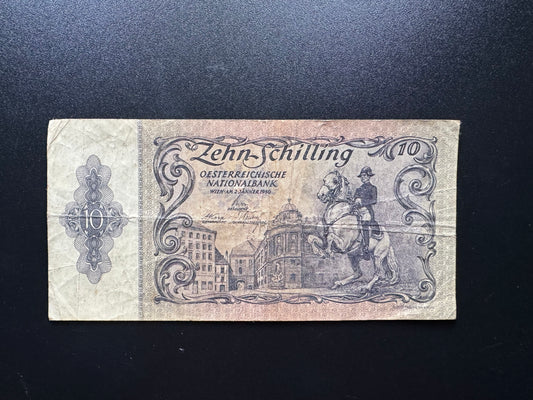 Zehn Schilling
10
OESTERREICHISCHE
NATIONALBANK
WIEN AM 2. JÄNNER 1950
10